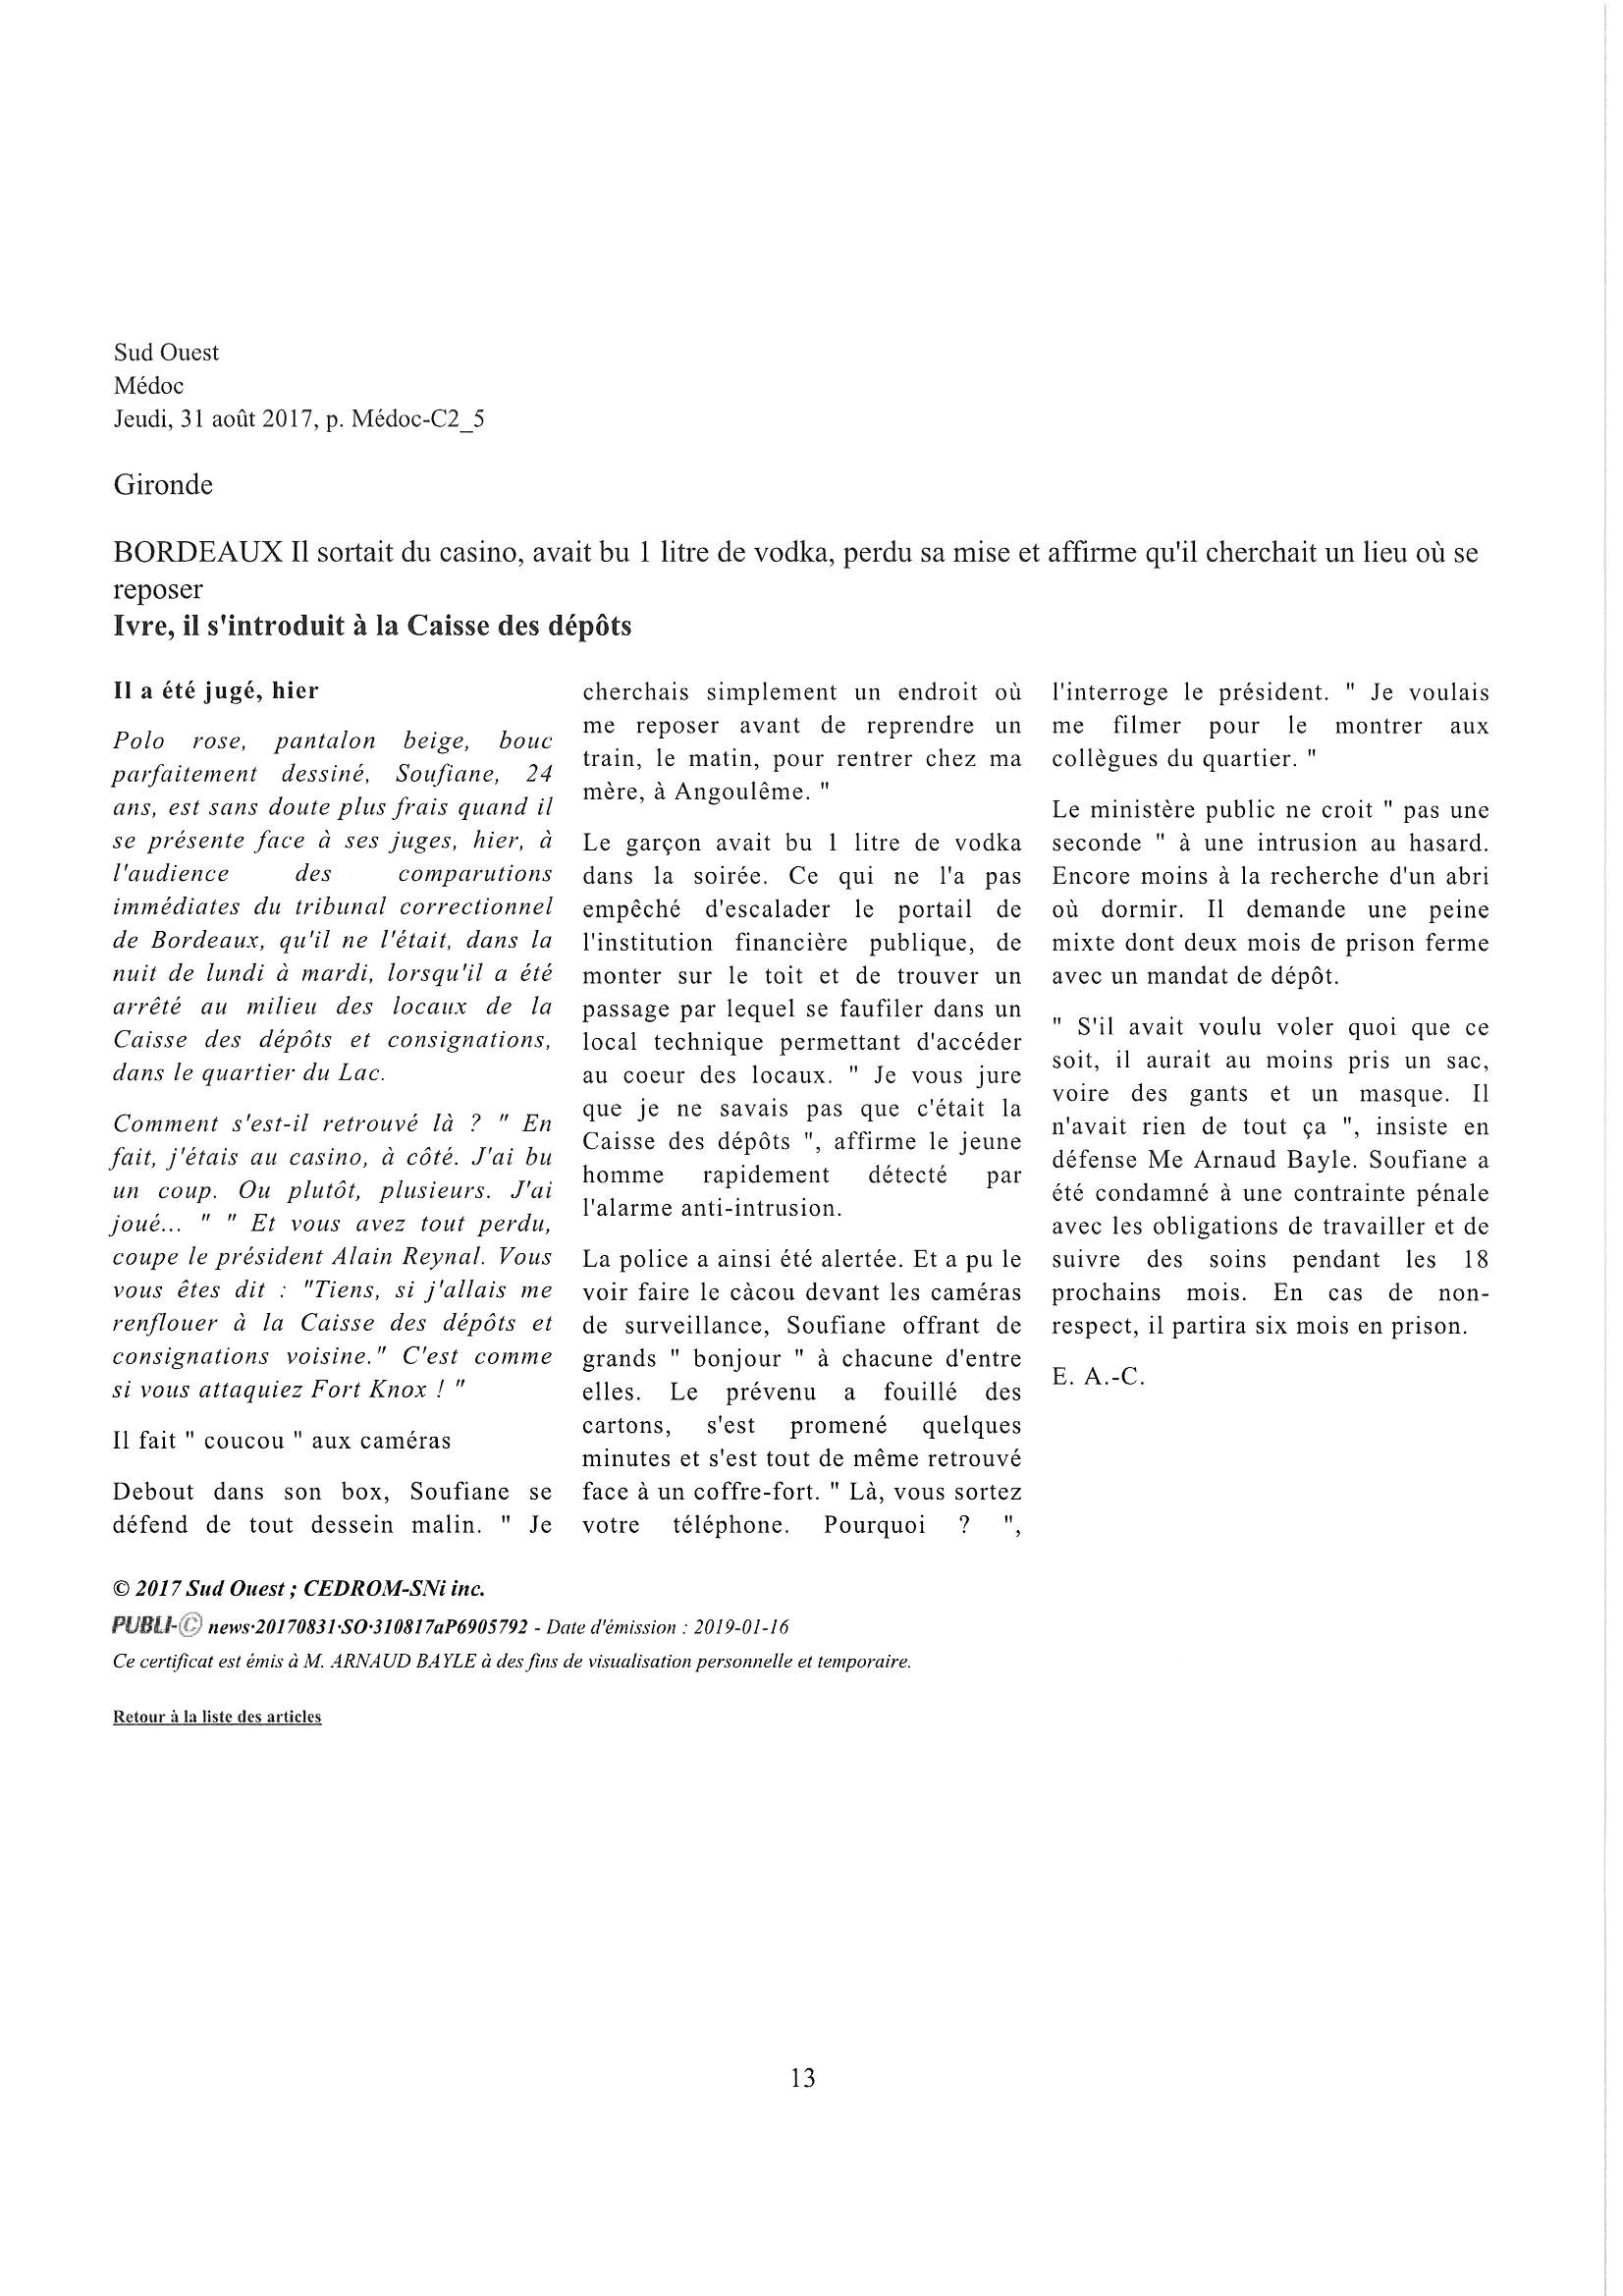 Sud Ouest
Médoc
Jeudi, 31 août 2017, p. Médoc-C2_5
Gironde
BORDEAUX Il sortait du casino, avait bu 1 litre de vodka, perdu sa mise et affirme qu'il cherchait un lieu où se
reposer
Ivre, il s'introduit à la Caisse des dépôts
Il a été jugé, hier
Polo rose, pantalon beige, bouc
parfaitement dessiné, Soufiane, 24
ans, est sans doute plus frais quand il
se présente face à ses juges, hier, à
l'audience des comparutions
immédiates du tribunal correctionnel
de Bordeaux, qu'il ne l'était, dans la
nuit de lundi à mardi, lorsqu'il a été
arrêté au milieu des locaux de la
Caisse des dépôts et consignations,
dans le quartier du Lac.
Comment s'est-il retrouvé là ? " En
fait, j'étais au casino, à côté. J'ai bu
un coup. Ou plutôt, plusieurs. J'ai
joué... " " Et vous avez tout perdu,
coupe le président Alain Reynal. Vous
vous êtes dit : "Tiens, si j'allais me
renflouer à la Caisse des dépôts et
consignations voisine." C'est comme
si vous attaquiez Fort Knox ! "
Il fait " coucou " aux caméras
Debout dans son box, Soufiane se
défend de tout dessein malin. " Je
cherchais simplement un endroit où
me reposer avant de reprendre un
train, le matin, pour rentrer chez ma
mère, à Angoulême. "
Le garçon avait bu 1 litre de vodka
dans la soirée. Ce qui ne l'a pas
empêché d'escalader le portail de
l'institution financière publique, de
monter sur le toit et de trouver un
passage par lequel se faufiler dans un
local technique permettant d'accéder
au coeur des locaux. " Je vous jure
que je ne savais pas que c'était la
Caisse des dépôts ", affirme le jeune
homme rapidement détecté par
l'alarme anti-intrusion.
La police a ainsi été alertée. Et a pu le
voir faire le càcou devant les caméras
de surveillance, Soufiane offrant de
grands " bonjour " à chacune d'entre
elles. Le prévenu a fouillé des
cartons, s'est promené quelques
minutes et s'est tout de même retrouvé
face à un coffre-fort. " Là, vous sortez
votre téléphone. Pourquoi ? ",
l'interroge le président. " Je voulais
me filmer pour le montrer aux
collègues du quartier. "
Le ministère public ne croit " pas une
seconde " à une intrusion au hasard.
Encore moins à la recherche d'un abri
où dormir. Il demande une peine
mixte dont deux mois de prison ferme
avec un mandat de dépôt.
" S'il avait voulu voler quoi que ce
soit, il aurait au moins pris un sac,
voire des gants et un masque. Il
n'avait rien de tout ça ", insiste en
défense Me Arnaud Bayle. Soufiane a
été condamné à une contrainte pénale
avec les obligations de travailler et de
suivre des soins pendant les 18
prochains mois. En cas de non-
respect, il partira six mois en prison.
E. A.-C.
© 2017 Sud Ouest ; CEDROM-SNi inc.
PUBLI-© news·20170831·SO·310817aP6905792 - Date d'émission : 2019-01-16
Ce certificat est émis à M. ARNAUD BAYLE à des fins de visualisation personnelle et temporaire.
Retour à la liste des articles
13